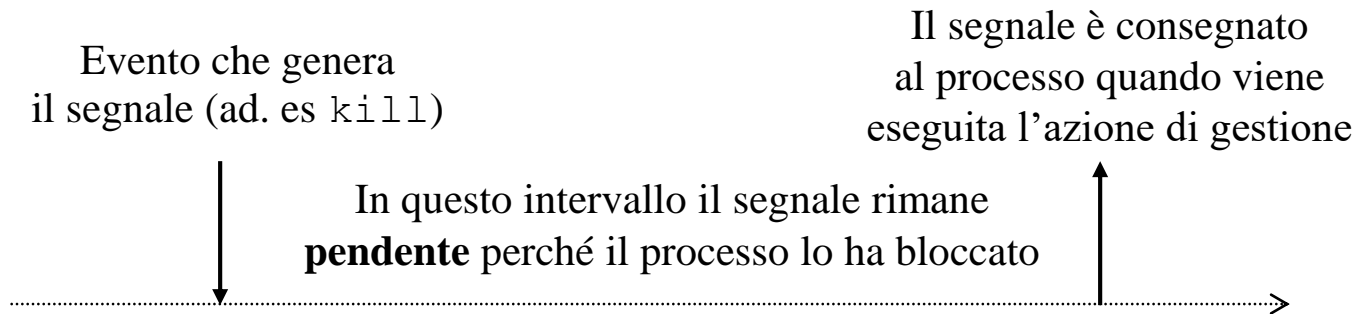 Evento che genera
il segnale (ad. es kill)
Il segnale è consegnato
al processo quando viene
eseguita l’azione di gestione
In questo intervallo il segnale rimane
pendente perché il processo lo ha bloccato